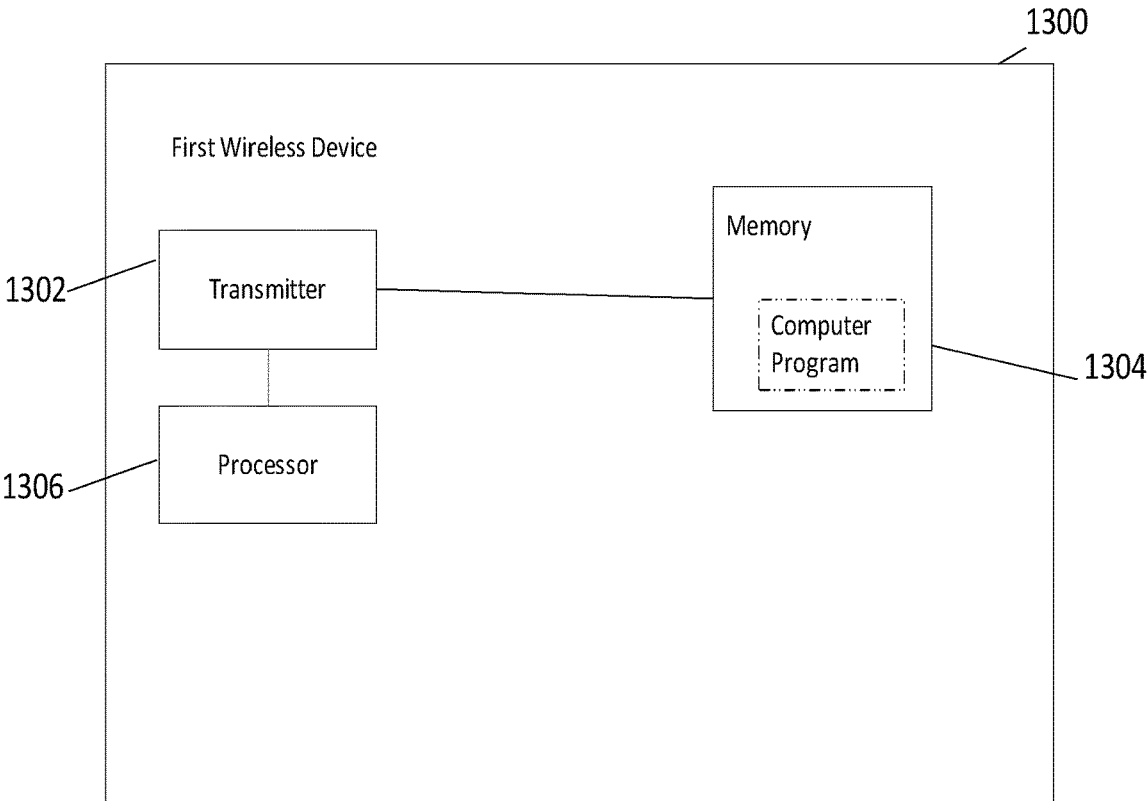 1300
First Wireless Device
Memory
1302
Transmitter
Computer
Program
1304
Processor
1306